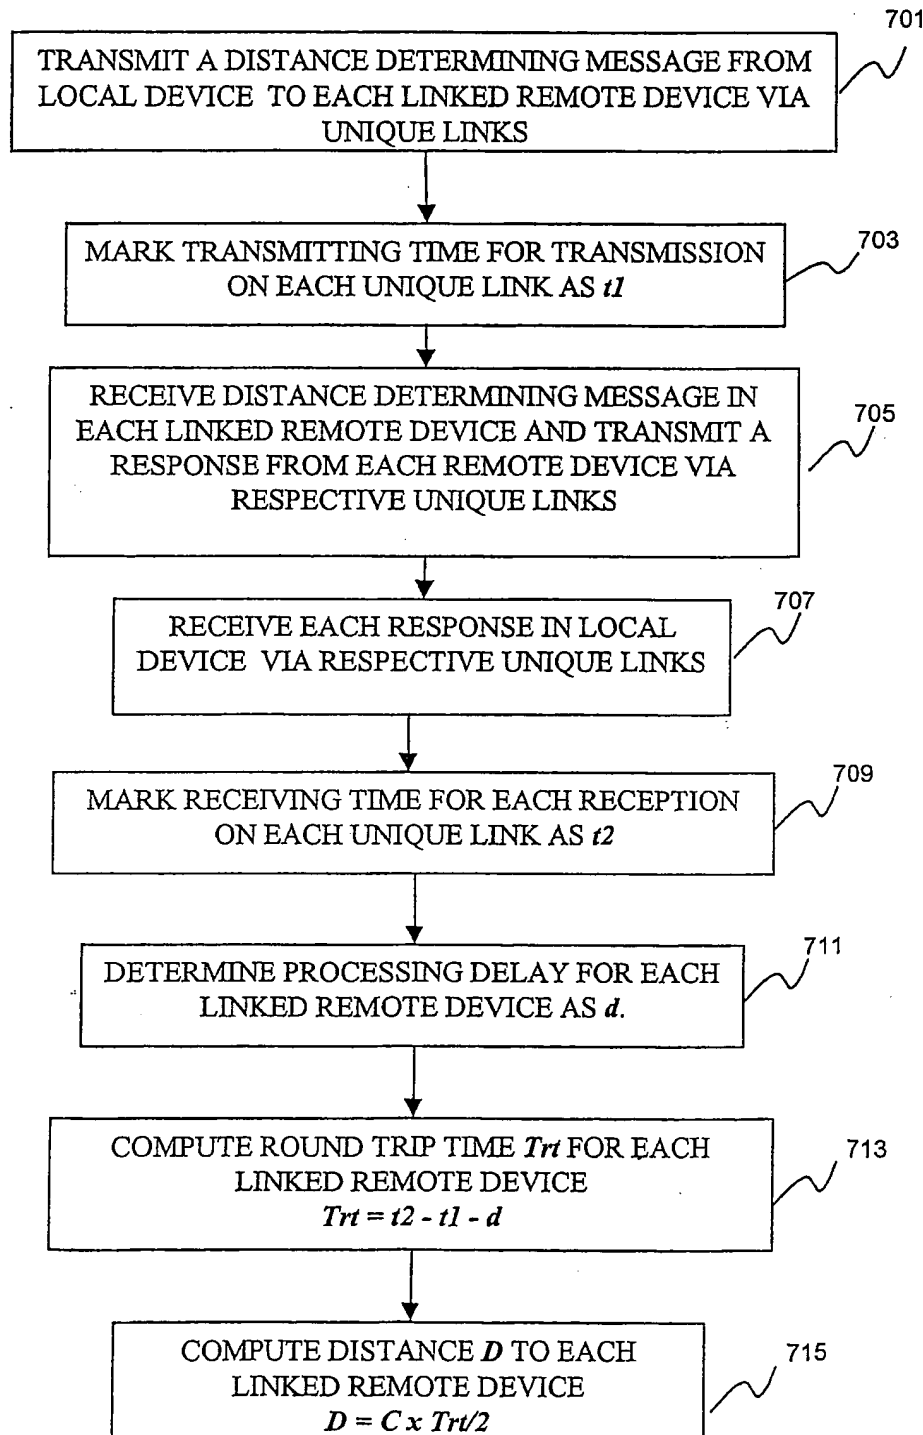 701
TRANSMIT A DISTANCE DETERMINING MESSAGE FROM
LOCAL DEVICE TO EACH LINKED REMOTE DEVICE VIA
UNIQUE LINKS
703
MARK TRANSMITTING TIME FOR TRANSMISSION
ON EACH UNIQUE LINK AS t1
705
RECEIVE DISTANCE DETERMINING MESSAGE IN
EACH LINKED REMOTE DEVICE AND TRANSMIT A
RESPONSE FROM EACH REMOTE DEVICE VIA
RESPECTIVE UNIQUE LINKS
707
RECEIVE EACH RESPONSE IN LOCAL
DEVICE VIA RESPECTIVE UNIQUE LINKS
709
MARK RECEIVING TIME FOR EACH RECEPTION
ON EACH UNIQUE LINK AS t2
711
DETERMINE PROCESSING DELAY FOR EACH
LINKED REMOTE DEVICE AS d.
713
COMPUTE ROUND TRIP TIME Trt FOR EACH
LINKED REMOTE DEVICE
Trt = t2 - t1 - d
715
COMPUTE DISTANCE D TO EACH
LINKED REMOTE DEVICE
D = C x Trt/2